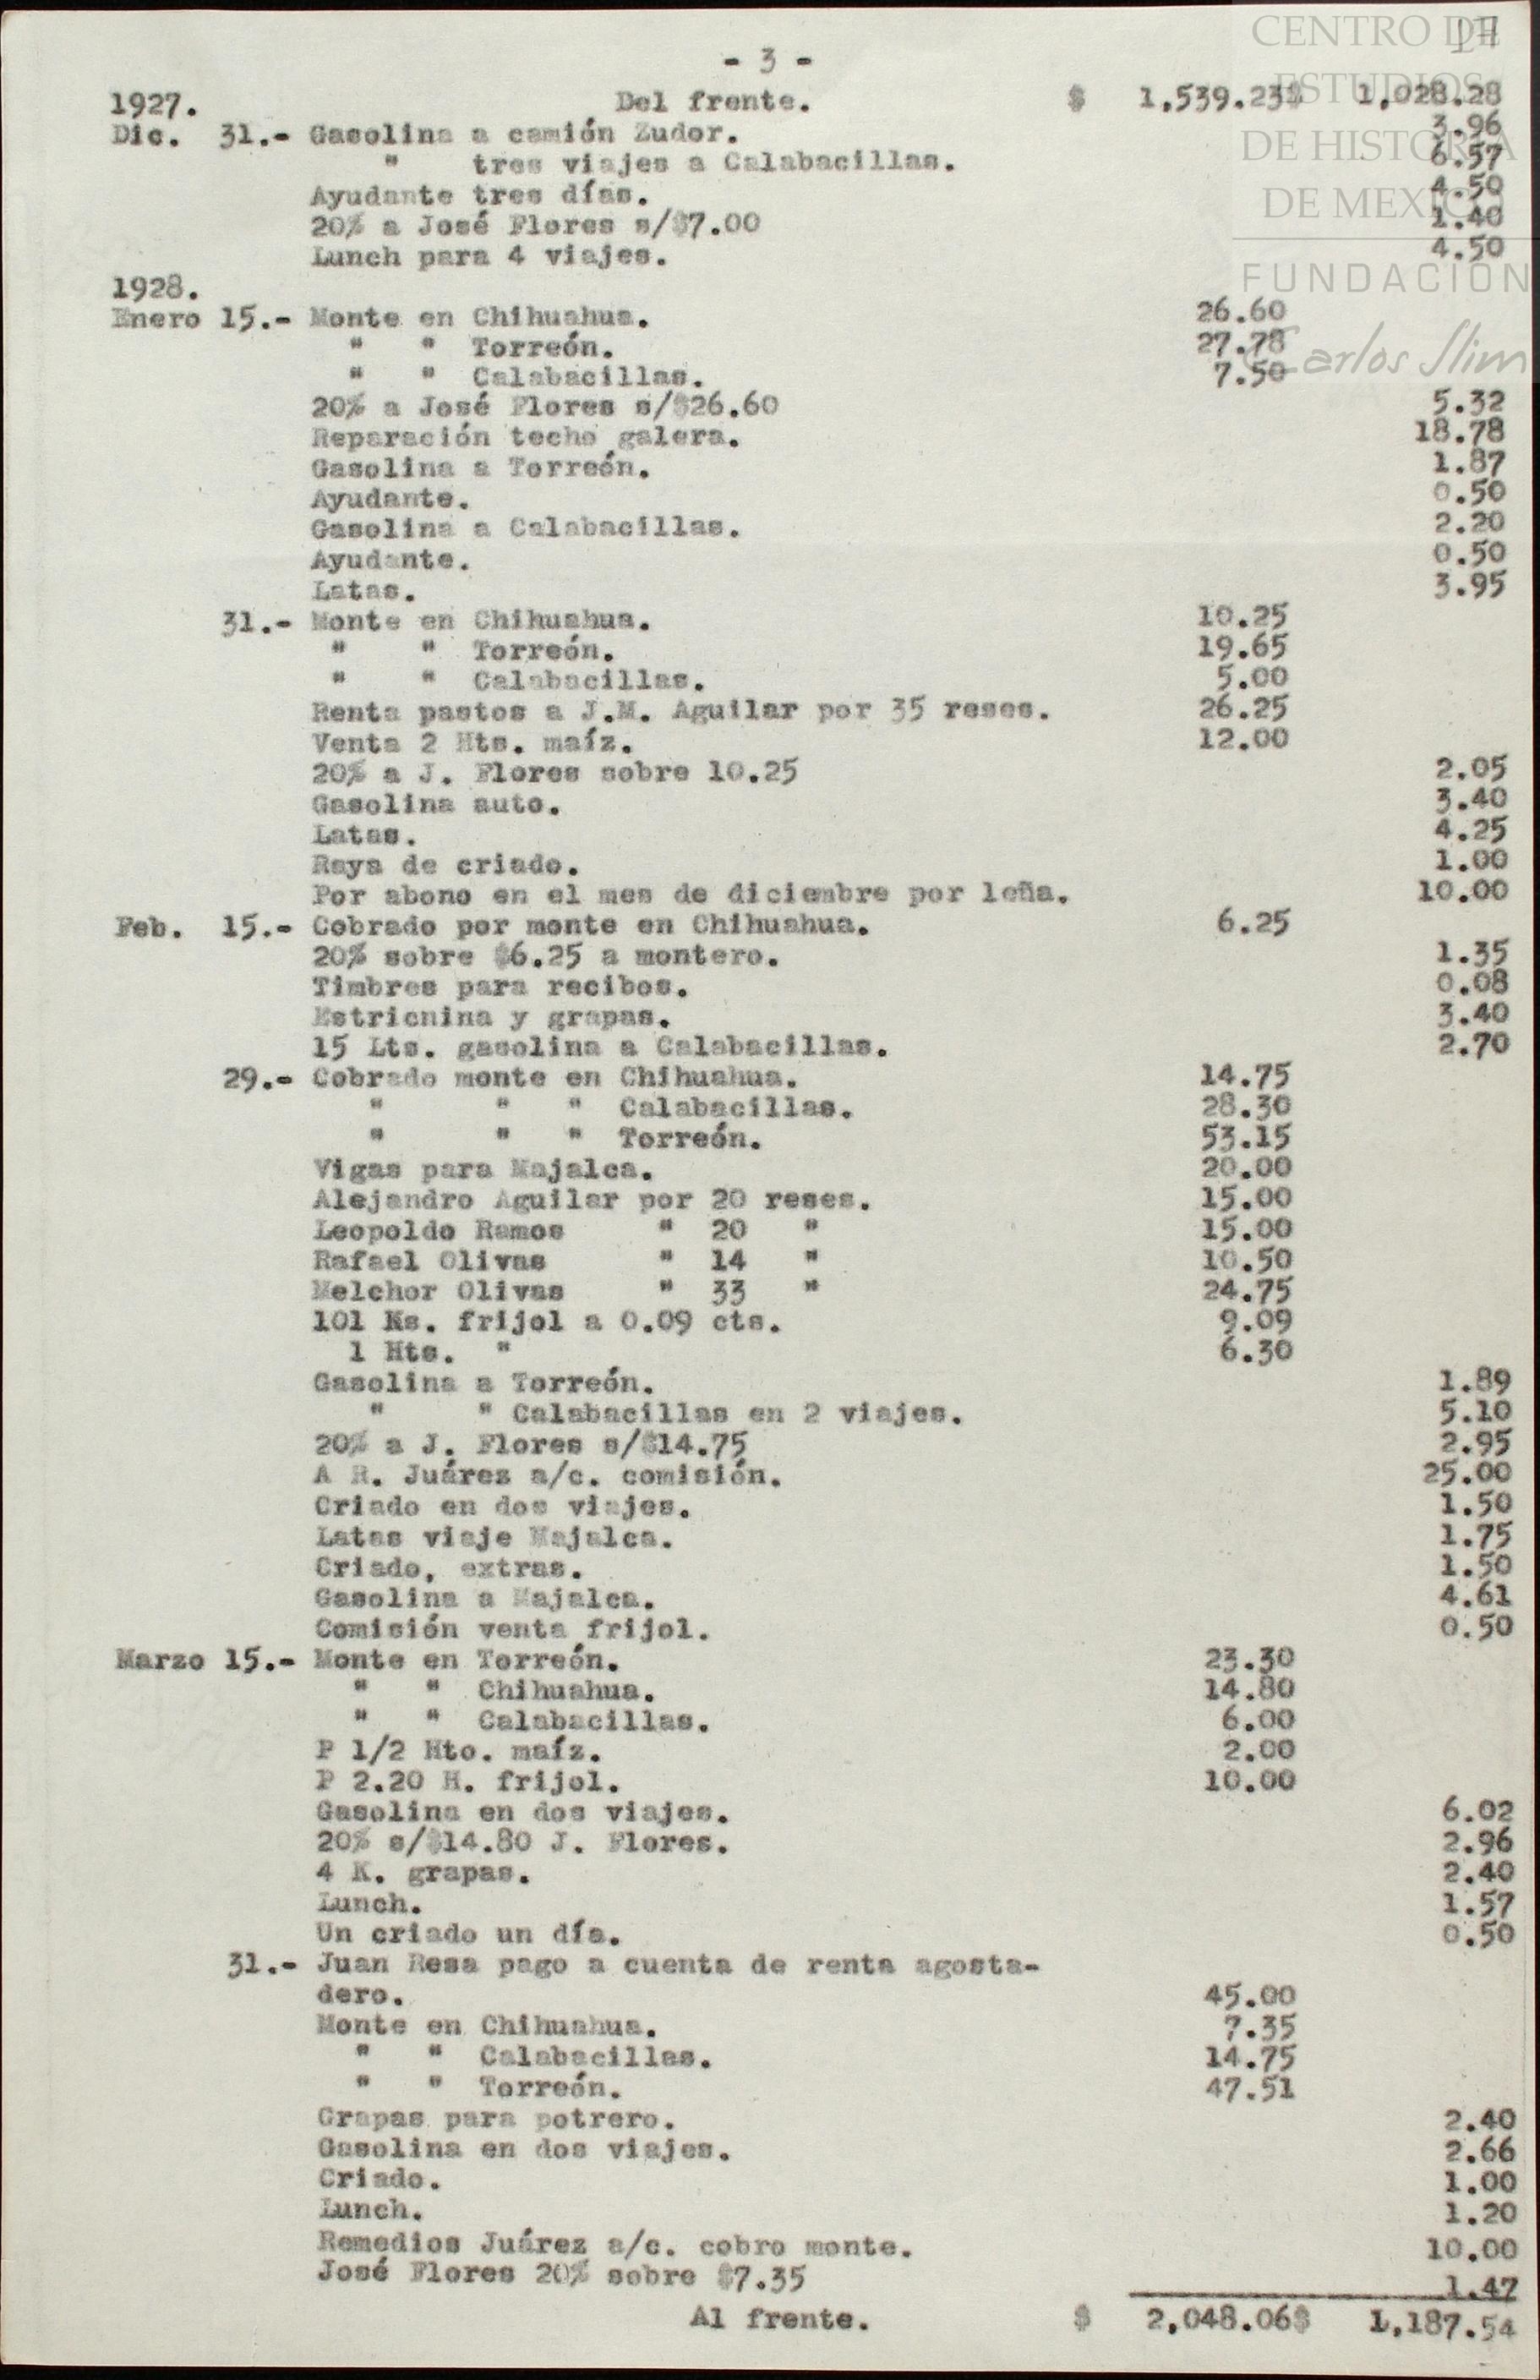 CENTRO DE
ESTUDIOS
DE HISTORIA
DE MEXICO
FUNDACIÓN
Carlos Slim
17
- 3 -
1927. Del frente. $ 1,539.23$ 1,028.28
Dic. 31.- Gasolina a camión Zudor. 3.96
" tres viajes a Calabacillas. 6.57
Ayudante tres días. 4.50
20% a José Flores s/$7.00 1.40
Lunch para 4 viajes. 4.50
1928.
Enero 15.- Monte en Chihuahua. 26.60
" " Torreón. 27.78
" " Calabacillas. 7.50
20% a José Flores s/$26.60 5.32
Reparación techo galera. 18.78
Gasolina a Torreón. 1.87
Ayudante. 0.50
Gasolina a Calabacillas. 2.20
Ayudante. 0.50
Latas. 3.95
31.- Monte en Chihuahua. 10.25
" " Torreón. 19.65
" " Calabacillas. 5.00
Renta pastos a J.M. Aguilar por 35 reses. 26.25
Venta 2 Hts. maíz. 12.00
20% a J. Flores sobre 10.25 2.05
Gasolina auto. 3.40
Latas. 4.25
Raya de criado. 1.00
Por abono en el mes de diciembre por leña. 10.00
Feb. 15.- Cobrado por monte en Chihuahua. 6.25
20% sobre $6.25 a montero. 1.35
Timbres para recibos. 0.08
Estricnina y grapas. 3.40
15 Lts. gasolina a Calabacillas. 2.70
29.- Cobrado monte en Chihuahua. 14.75
" " " Calabacillas. 28.30
" " " Torreón. 53.15
Vigas para Majalca. 20.00
Alejandro Aguilar por 20 reses. 15.00
Leopoldo Ramos " 20 " 15.00
Rafael Olivas " 14 " 10.50
Melchor Olivas " 33 " 24.75
101 Ks. frijol a 0.09 cts. 9.09
1 Hts. " 6.30
Gasolina a Torreón. 1.89
" " Calabacillas en 2 viajes. 5.10
20% a J. Flores s/$14.75 2.95
A R. Juárez a/c. comisión. 25.00
Criado en dos viajes. 1.50
Latas viaje Majalca. 1.75
Criado, extras. 1.50
Gasolina a Majalca. 4.61
Comisión venta frijol. 0.50
Marzo 15.- Monte en Torreón. 23.30
" " Chihuahua. 14.80
" " Calabacillas. 6.00
P 1/2 Hto. maíz. 2.00
P 2.20 H. frijol. 10.00
Gasolina en dos viajes. 6.02
20% s/$14.80 J. Flores. 2.96
4 K. grapas. 2.40
Lunch. 1.57
Un criado un día. 0.50
31.- Juan Resa pago a cuenta de renta agosta-
dero. 45.00
Monte en Chihuahua. 7.35
" " Calabacillas. 14.75
" " Torreón. 47.51
Grapas para potrero. 2.40
Gasolina en dos viajes. 2.66
Criado. 1.00
Lunch. 1.20
Remedios Juárez a/c. cobro monte. 10.00
José Flores 20% sobre $7.35 1.47
Al frente. $ 2,048.06$ 1,187.54